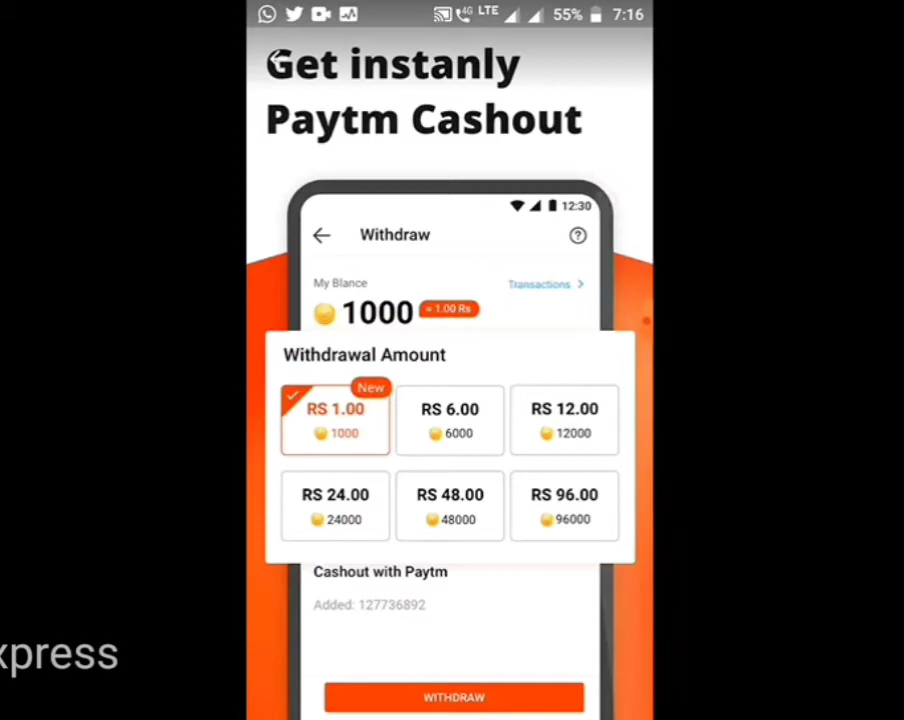 LTE 55% 7:16
4G
Get instanly
Paytm Cashout
12:30
Withdraw
My Blance
Transactions
1000 = 1.00 Rs
Withdrawal Amount
New
RS 1.00 RS 6.00 RS 12.00
1000 6000 12000
RS 24.00 RS 48.00 RS 96.00
24000 48000 96000
Cashout with Paytm
Added: 127736892
xpress
WITHDRAW